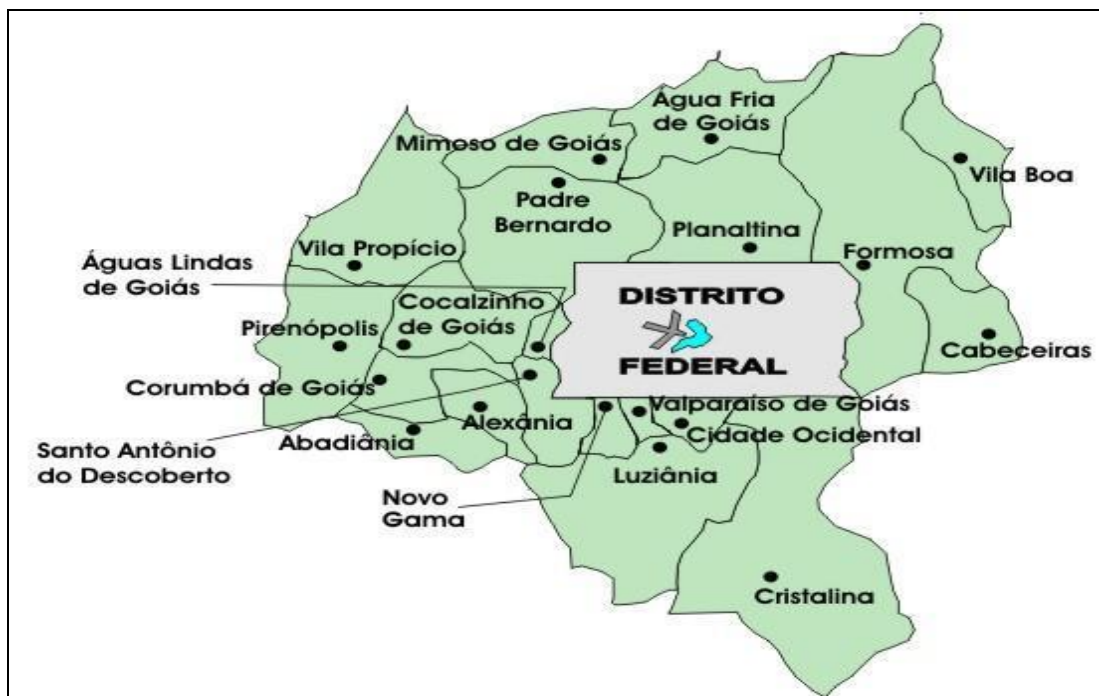 Água Fria
de Goiás
Mimoso de Goiás
Vila Boa
Padre
Bernardo
Planaltina
Vila Propício
Formosa
Águas Lindas
de Goiás
DISTRITO
FEDERAL
Cocalzinho
de Goiás
Pirenópolis
Cabeceiras
Corumbá de Goiás
Valparaíso de Goiás
Alexânia
Cidade Ocidental
Abadiânia
Santo Antônio
do Descoberto
Luziânia
Novo
Gama
Cristalina